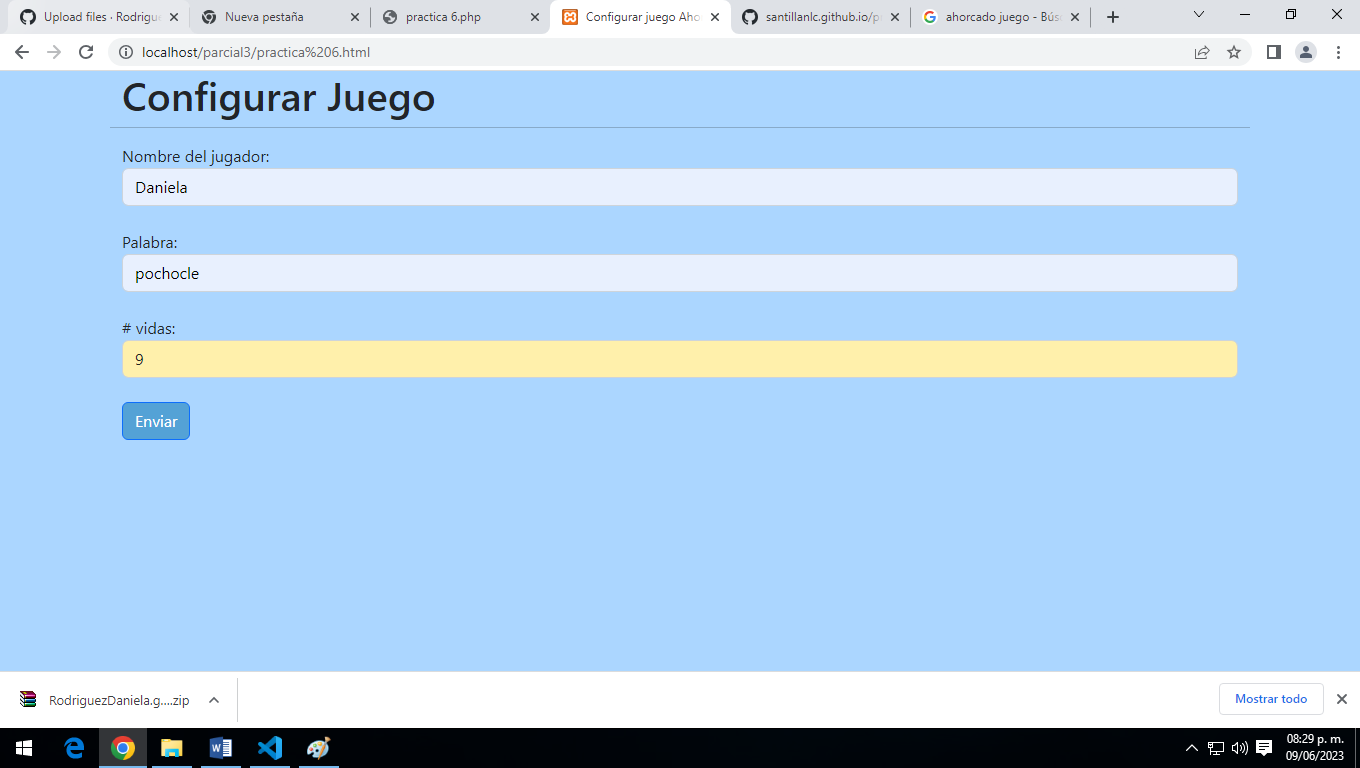 Upload files · Rodrigue
Nueva pestaña
practica 6.php
Configurar juego Aho
santillanlc.github.io/p
ahorcado juego - Bús
localhost/parcial3/practica%206.html
Configurar Juego
Nombre del jugador:
Daniela
Palabra:
pochocle
# vidas:
9
Enviar
RodriguezDaniela.g....zip
Mostrar todo
08:29 p. m.
09/06/2023